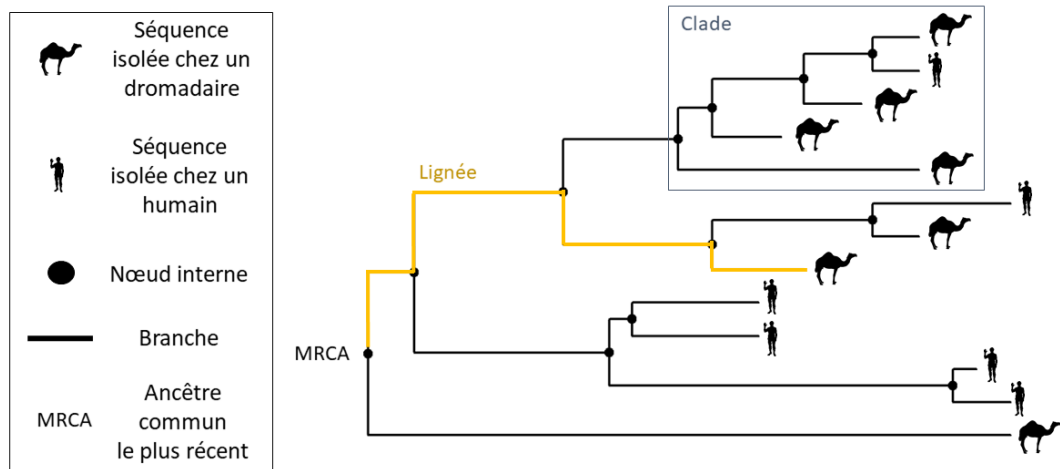 Séquence
isolée chez un
dromadaire
Séquence
isolée chez un
humain
Nœud interne
Branche
MRCA
Ancêtre
commun
le plus récent
Clade
Lignée
MRCA